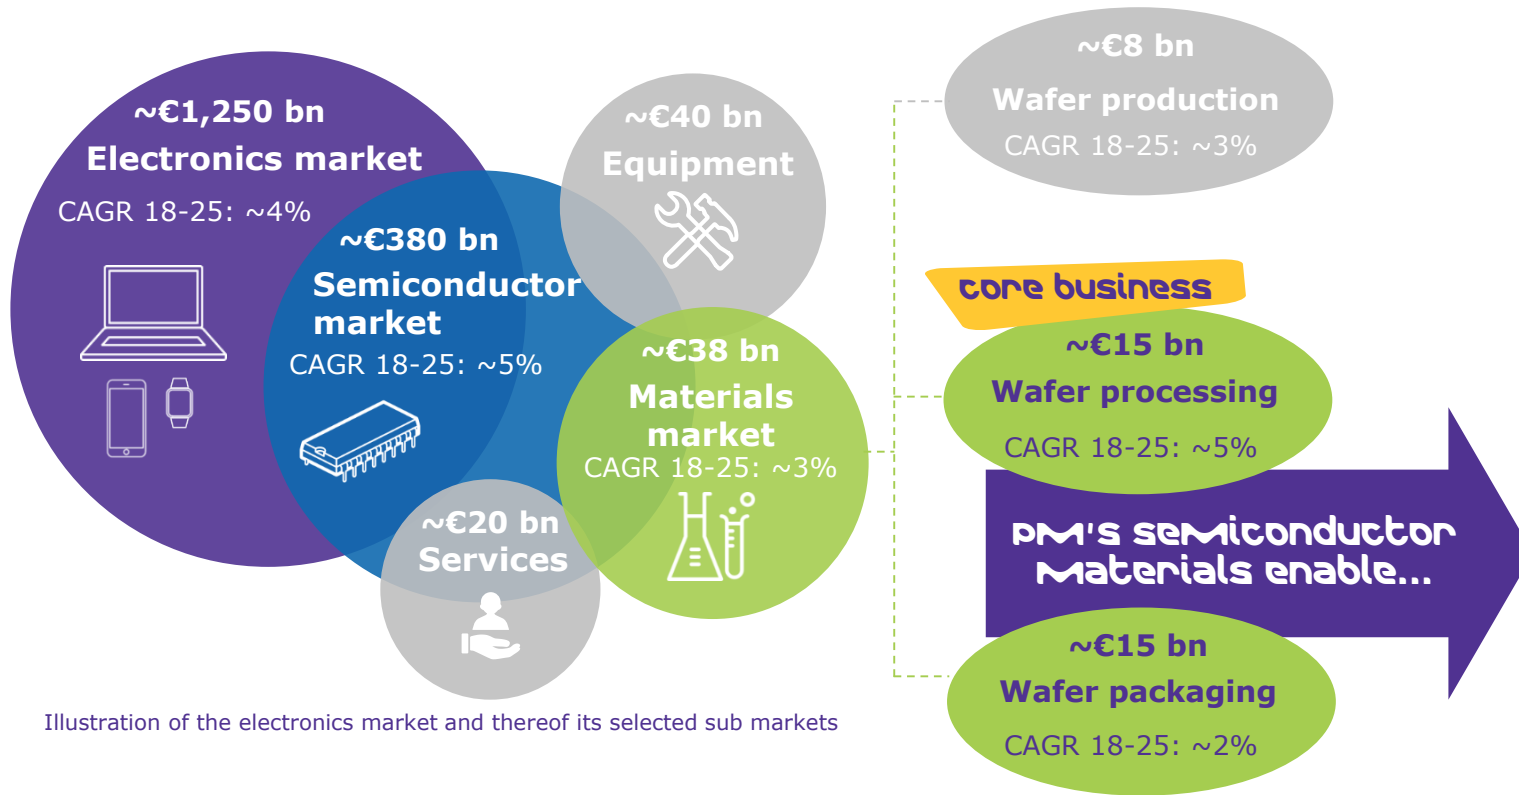 ~€1,250 bn
Electronics market
CAGR 18-25: ~4%
~€380 bn
Semiconductor
market
CAGR 18-25: ~5%
~€40 bn
Equipment
~€38 bn
Materials
market
CAGR 18-25: ~3%
~€20 bn
Services
~€8 bn
Wafer production
CAGR 18-25: ~3%
core business
~€15 bn
Wafer processing
CAGR 18-25: ~5%
PM's semiconductor
Materials enable...
~€15 bn
Wafer packaging
CAGR 18-25: ~2%
Illustration of the electronics market and thereof its selected sub markets